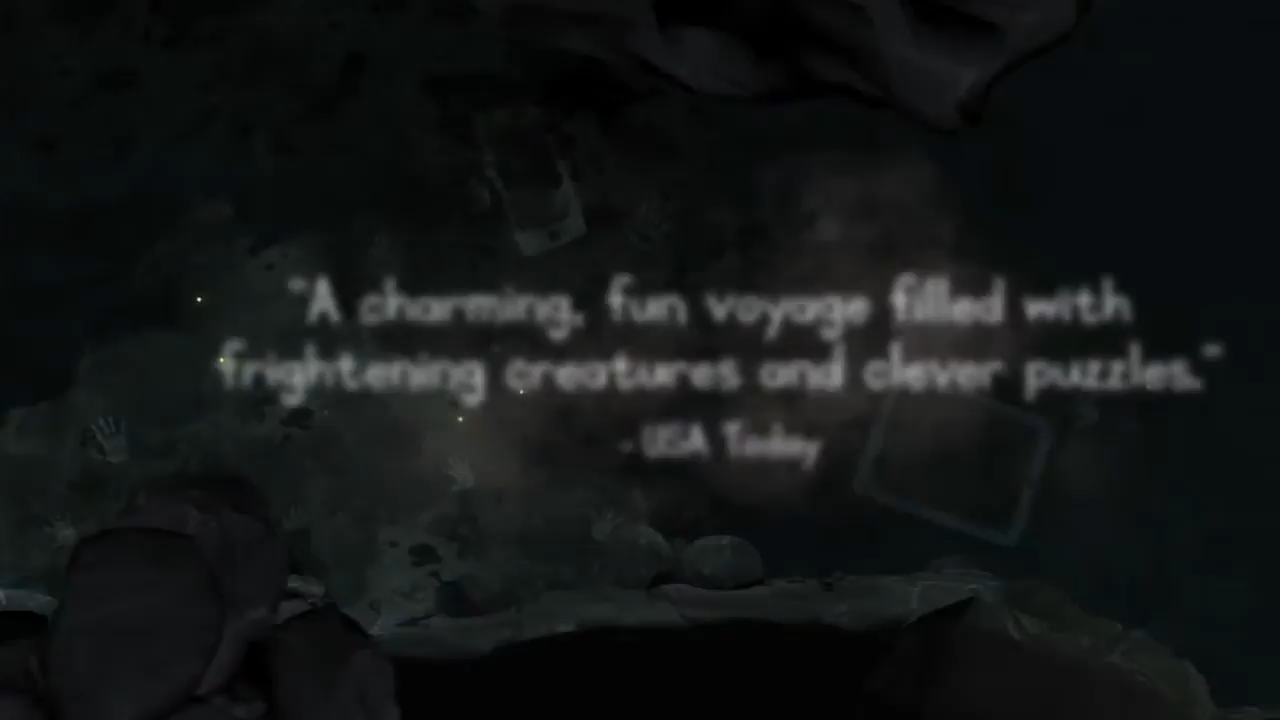 "A charming, fun voyage filled with
frightening creatures and clever puzzles."
- USA Today